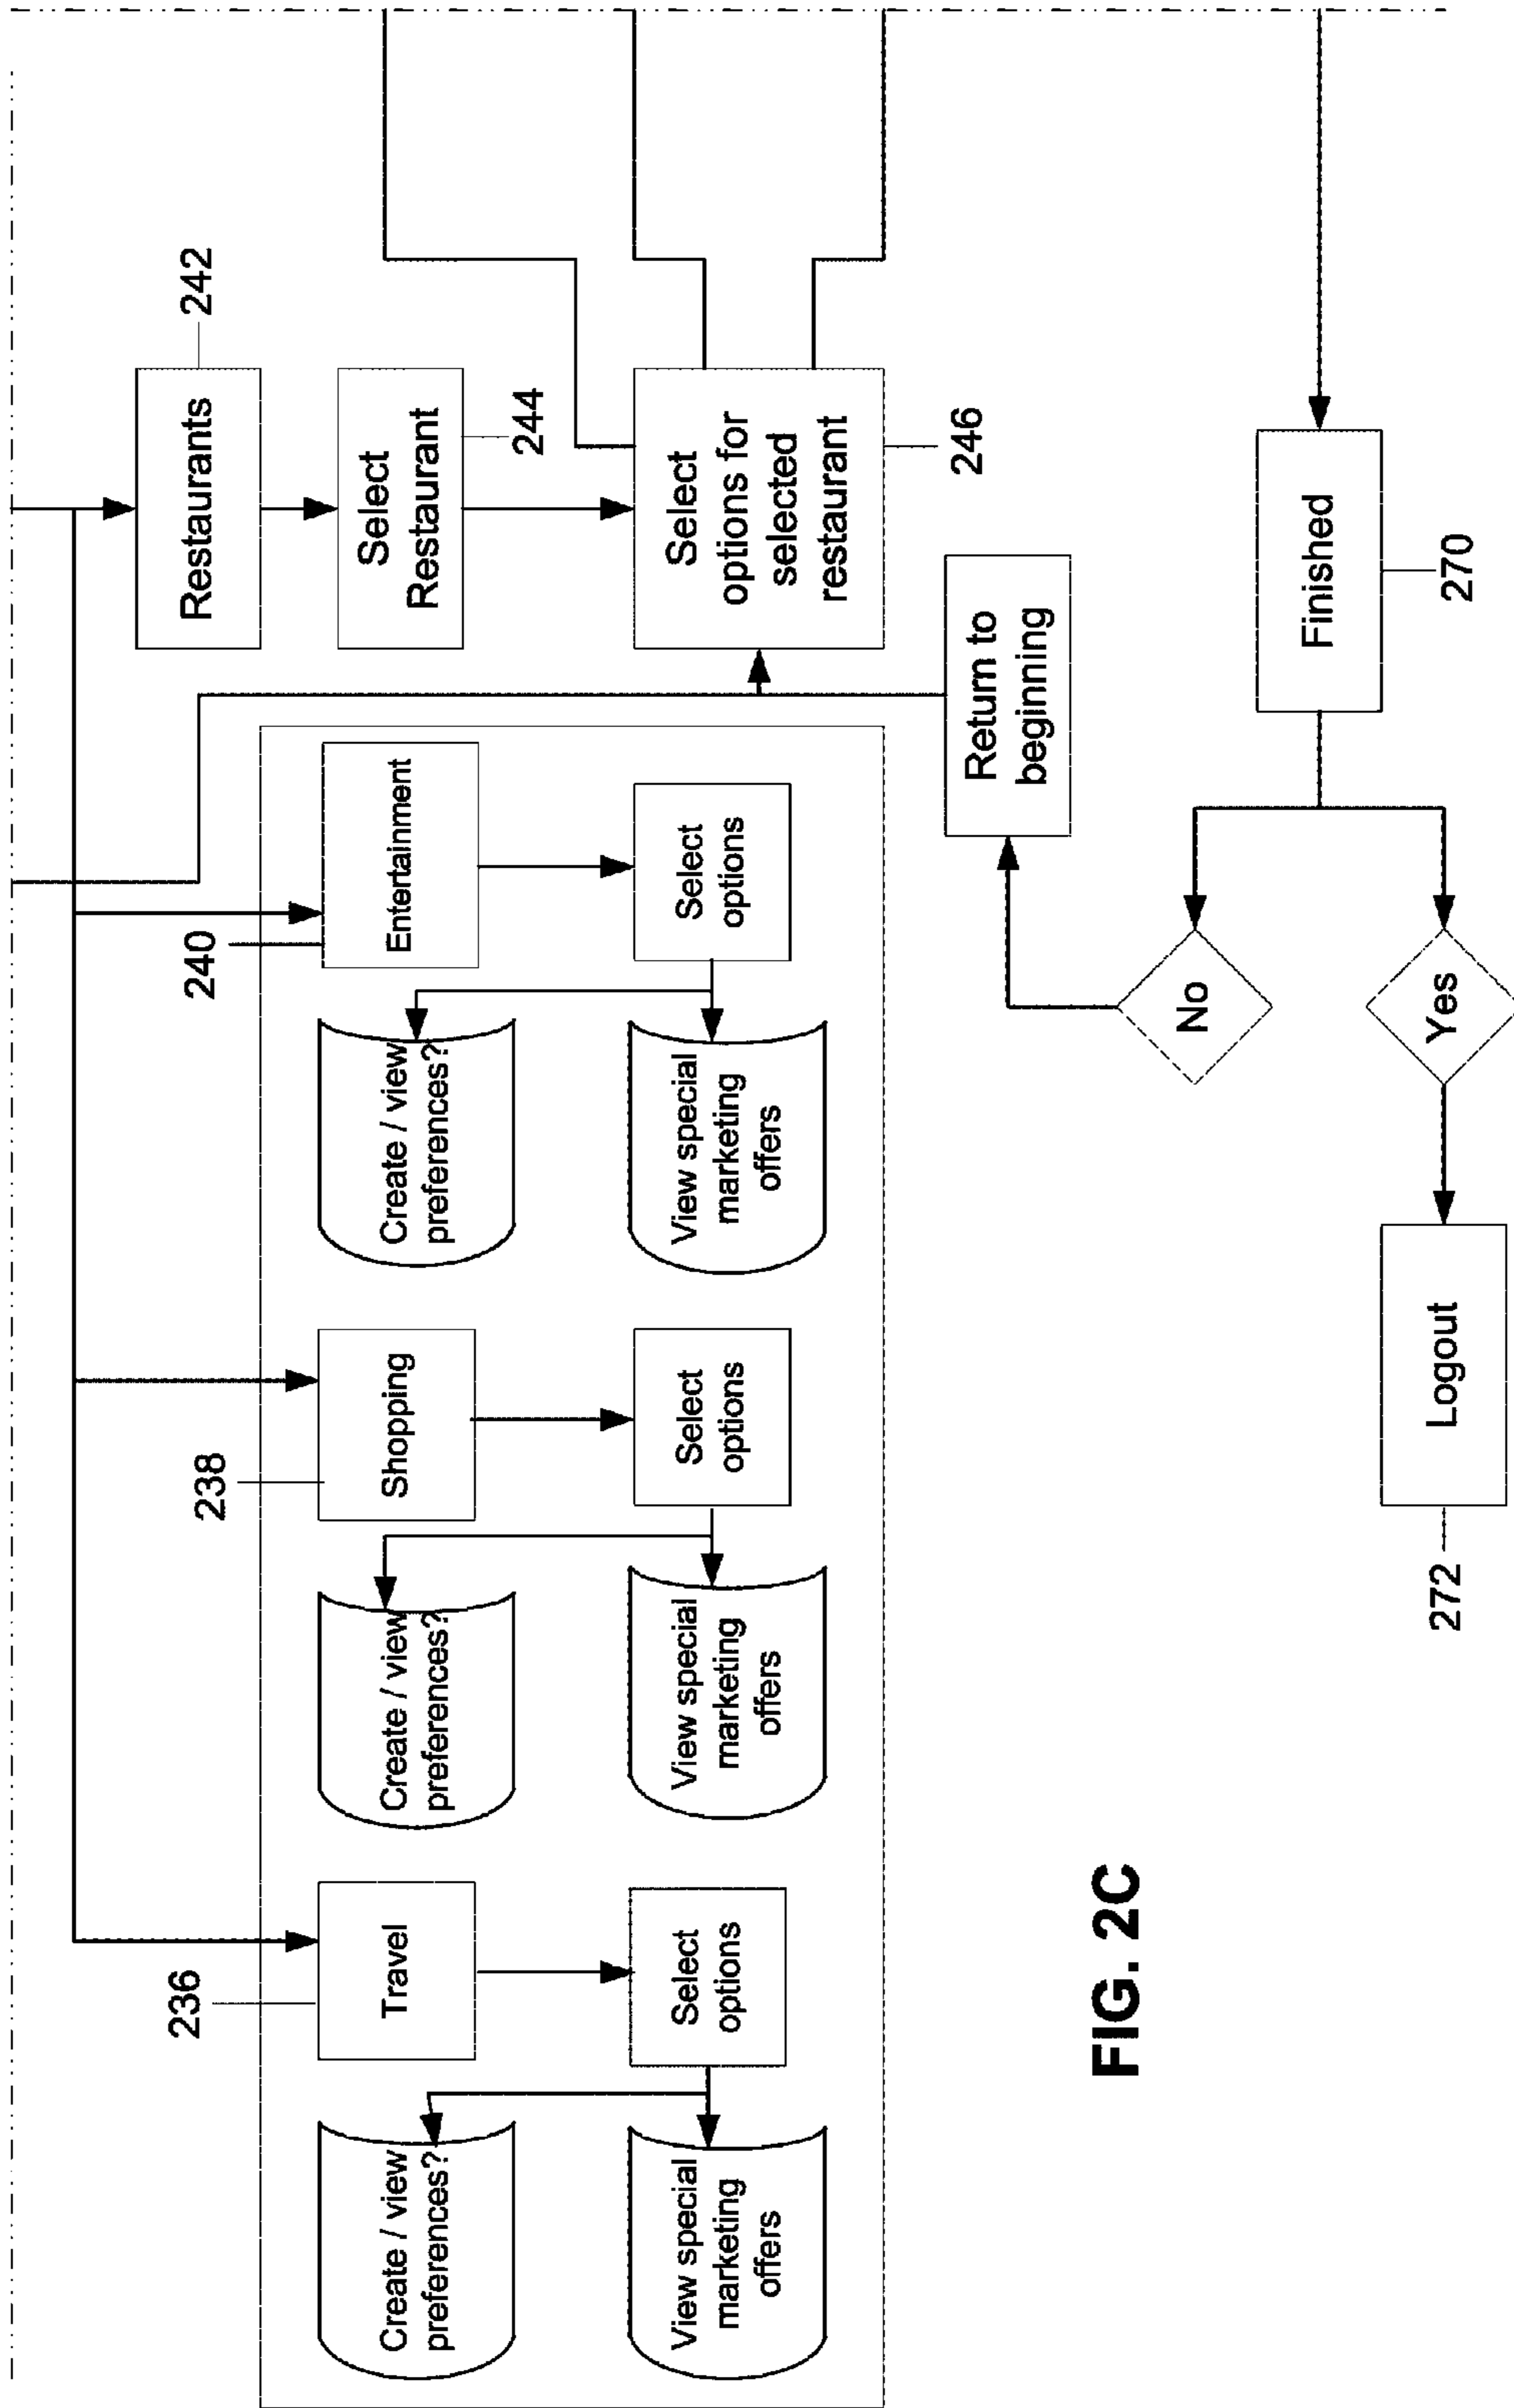 236
238
240
242
Travel
Shopping
Entertainment
Restaurants
Create / view
preferences?
Create / view
preferences?
Create / view
preferences?
Select
Restaurant
244
View special
marketing
offers
Select
options
View special
marketing
offers
Select
options
View special
marketing
offers
Select
options
Select
options for
selected
restaurant
246
Return to
beginning
No
Finished
270
272
Logout
Yes
FIG. 2C